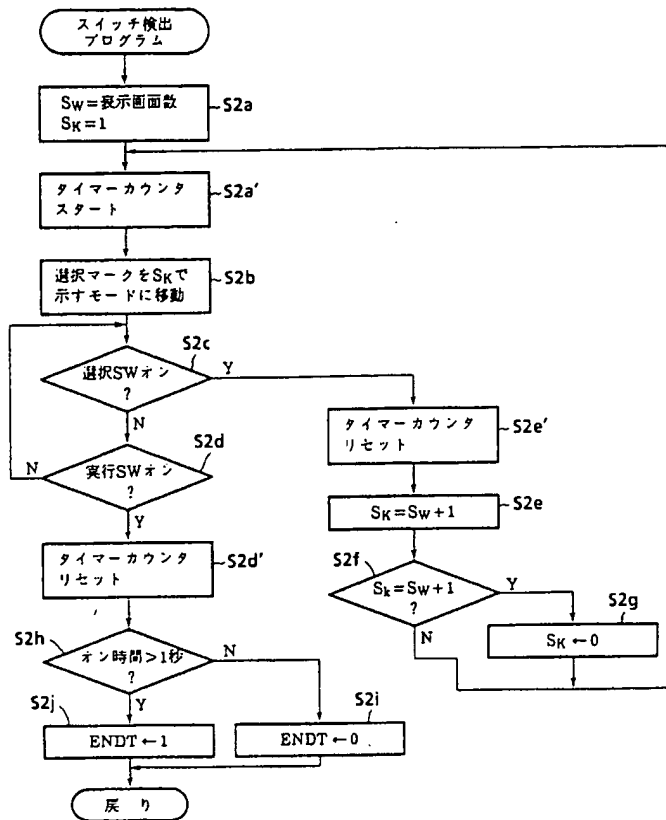 スイッチ検出
プログラム
SW=表示画面数
SK=1
S2a
タイマーカウンタ
スタート
S2a'
選択マークをSKで
示すモードに移動
S2b
S2c
選択SWオン
?
Y
N
S2d
実行SWオン
?
N
Y
タイマーカウンタ
リセット
S2d'
S2h
オン時間>1秒
?
N
Y
S2j
ENDT←1
S2i
ENDT←0
戻り
タイマーカウンタ
リセット
S2e'
SK=SW+1
S2e
S2f
Sk=SW+1
?
Y
N
S2g
SK←0